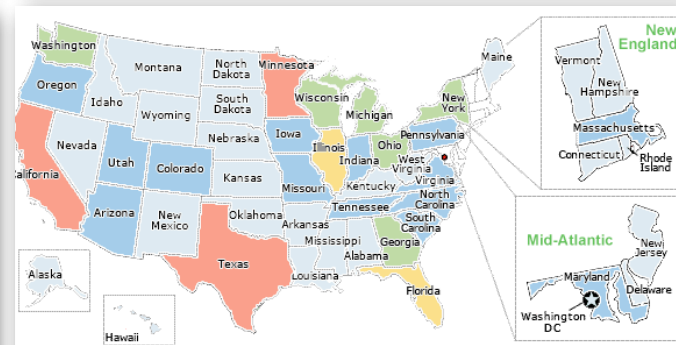 Washington
Montana
North
Dakota
Minnesota
Maine
Oregon
Idaho
South
Dakota
Wisconsin
Michigan
New
York
Wyoming
Nebraska
Iowa
Illinois
Indiana
Ohio
Pennsylvania
Nevada
Utah
Colorado
Kansas
Missouri
West
Virginia
Virginia
Kentucky
California
Arizona
New
Mexico
Oklahoma
Arkansas
Tennessee
North
Carolina
South
Carolina
Mississippi
Alabama
Georgia
Texas
Louisiana
Florida
Alaska
Hawaii
New
England
Vermont
New
Hampshire
Massachusetts
Connecticut
Rhode
Island
Mid-Atlantic
New
Jersey
Maryland
Delaware
Washington
DC